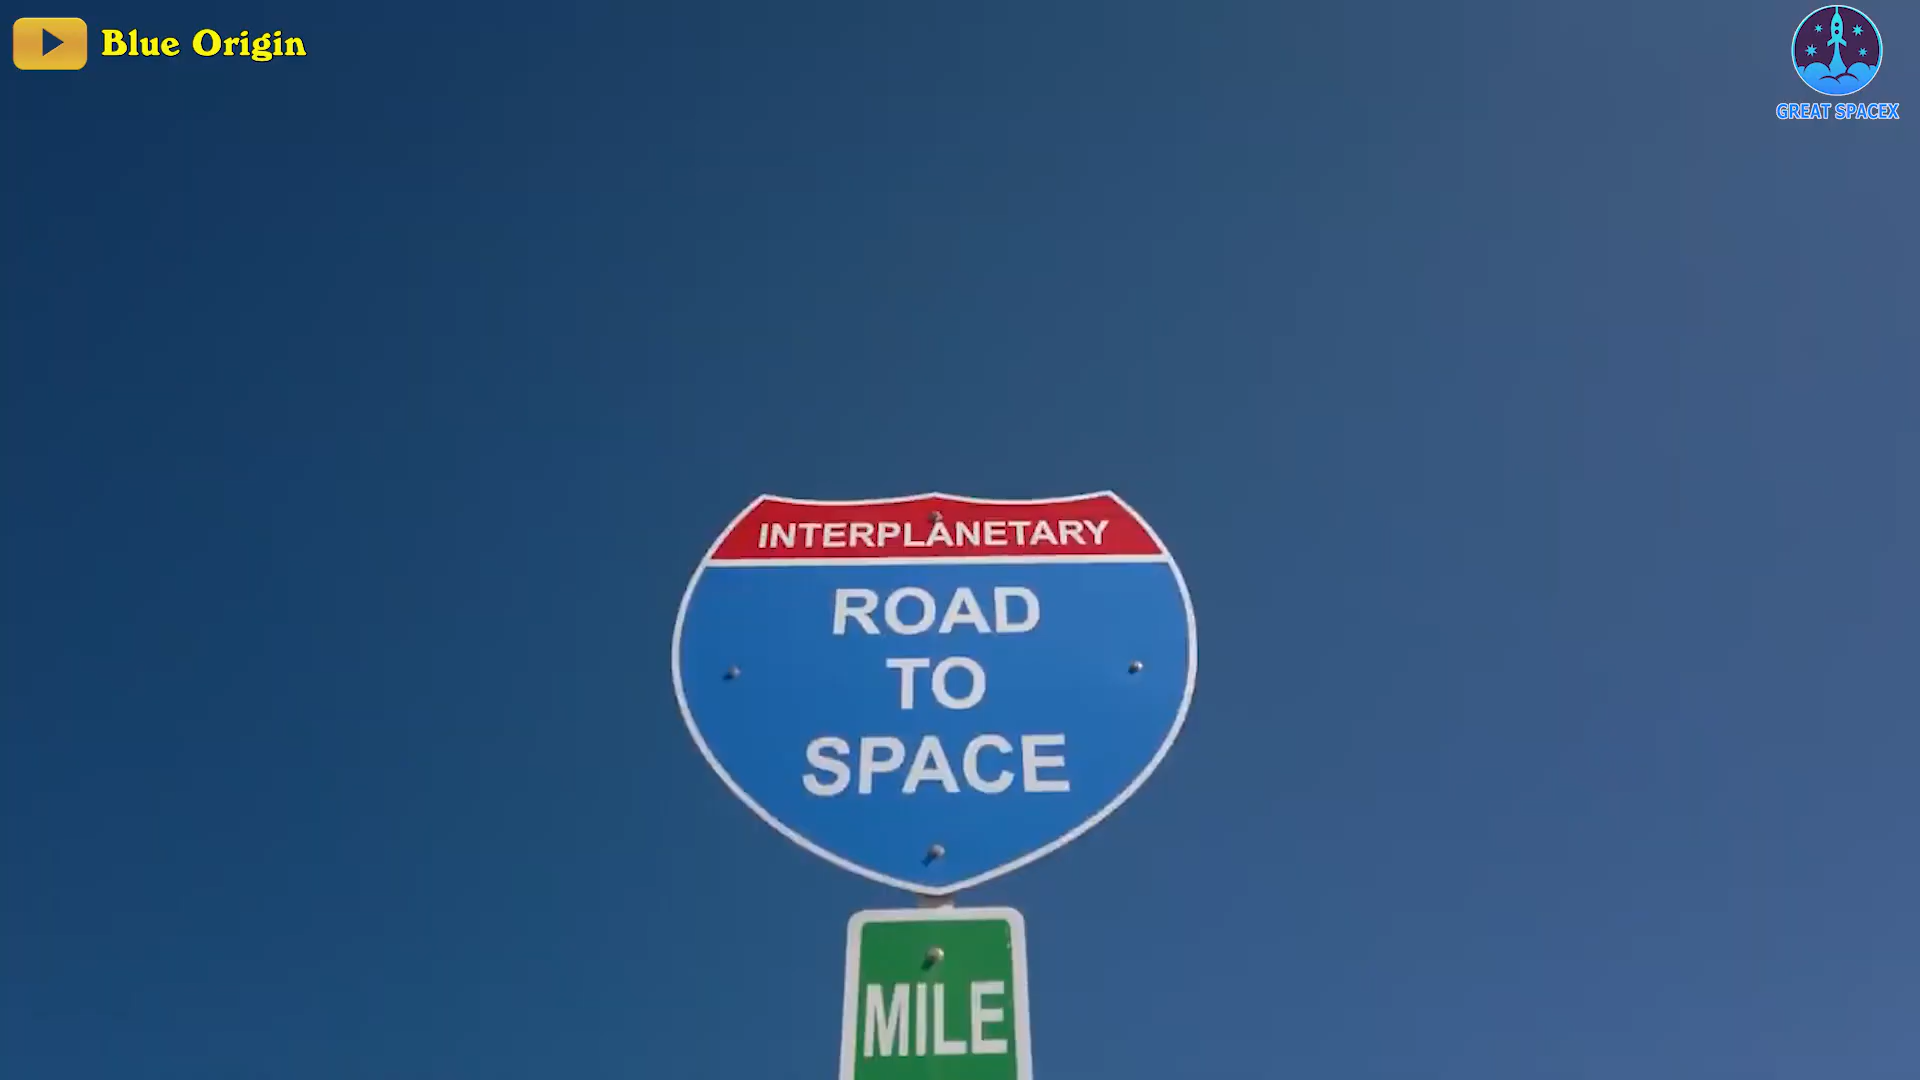 Blue Origin
GREAT SPACEX
INTERPLANETARY
ROAD
TO
SPACE
MILE